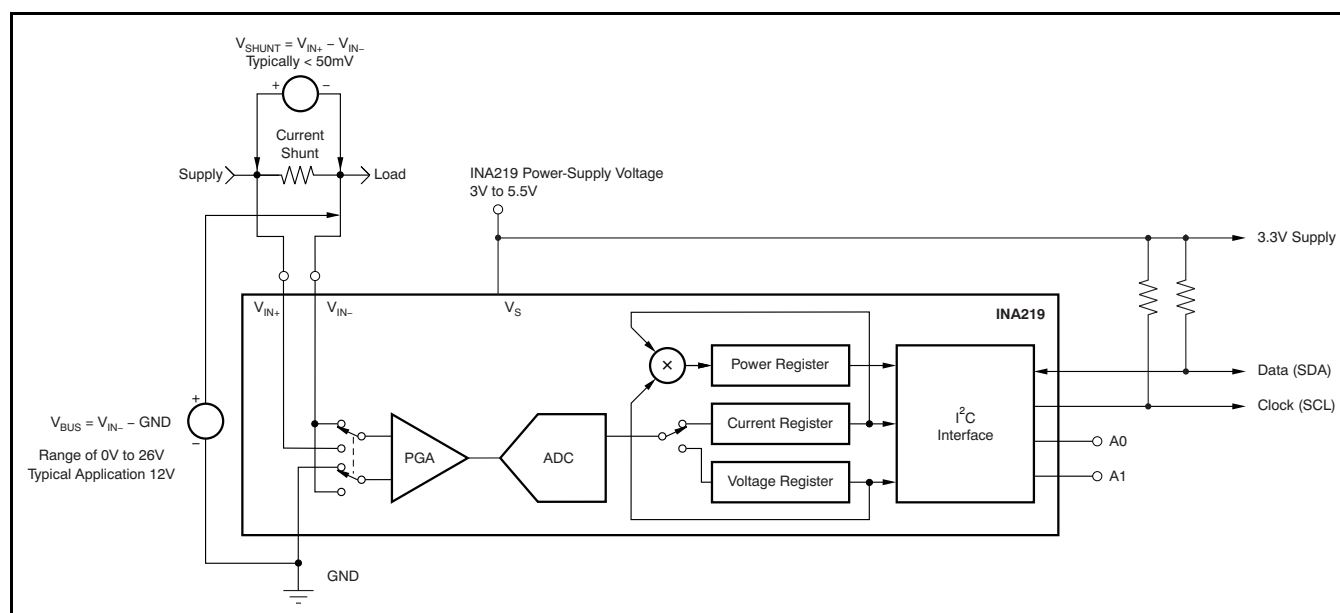 V_SHUNT = V_IN+ − V_IN−
Typically < 50mV
+
−
Current
Shunt
Supply
Load
INA219 Power-Supply Voltage
3V to 5.5V
3.3V Supply
V_IN+
V_IN−
V_S
INA219
×
Power Register
Data (SDA)
+
V_BUS = V_IN− − GND
−
Range of 0V to 26V
Typical Application 12V
PGA
ADC
Current Register
Voltage Register
I²C
Interface
Clock (SCL)
A0
A1
GND